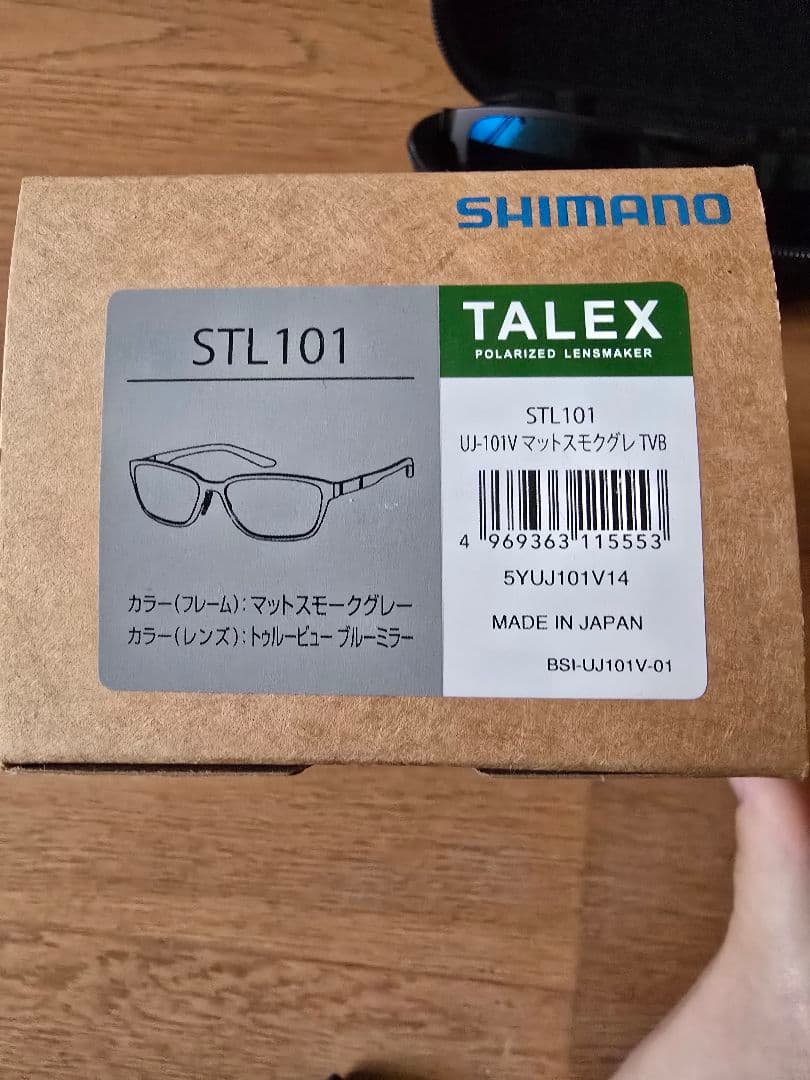 SHIMANO
STL101
カラー(フレーム):マットスモークグレー
カラー(レンズ):トゥルービュー ブルーミラー
TALEX
POLARIZED LENSMAKER
STL101
UJ-101V マットスモクグレ TVB
4 969363 115553
5YUJ101V14
MADE IN JAPAN
BSI-UJ101V-01